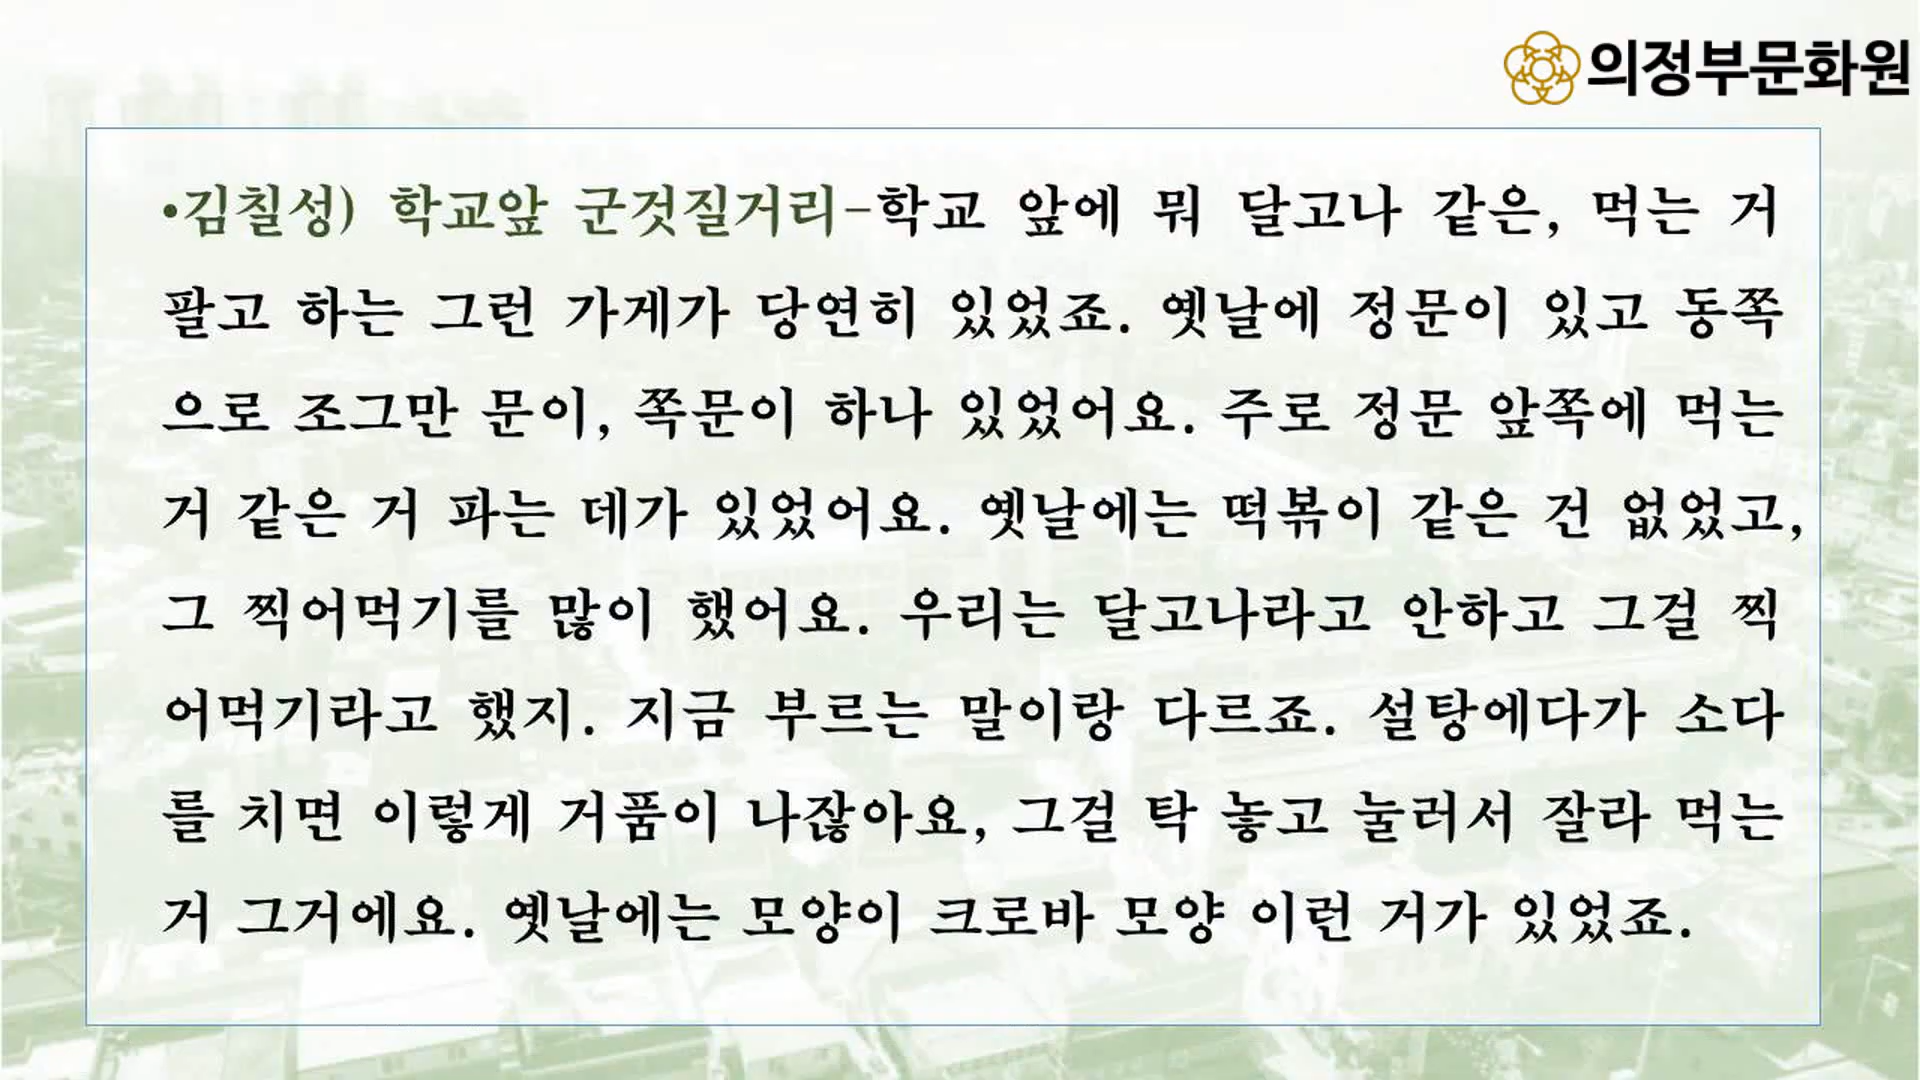 의정부문화원
•김칠성) 학교앞 군것질거리-학교 앞에 뭐 달고나 같은, 먹는 거
팔고 하는 그런 가게가 당연히 있었죠. 옛날에 정문이 있고 동쪽
으로 조그만 문이, 쪽문이 하나 있었어요. 주로 정문 앞쪽에 먹는
거 같은 거 파는 데가 있었어요. 옛날에는 떡볶이 같은 건 없었고,
그 찍어먹기를 많이 했어요. 우리는 달고나라고 안하고 그걸 찍
어먹기라고 했지. 지금 부르는 말이랑 다르죠. 설탕에다가 소다
를 치면 이렇게 거품이 나잖아요, 그걸 탁 놓고 눌러서 잘라 먹는
거 그거에요. 옛날에는 모양이 크로바 모양 이런 거가 있었죠.